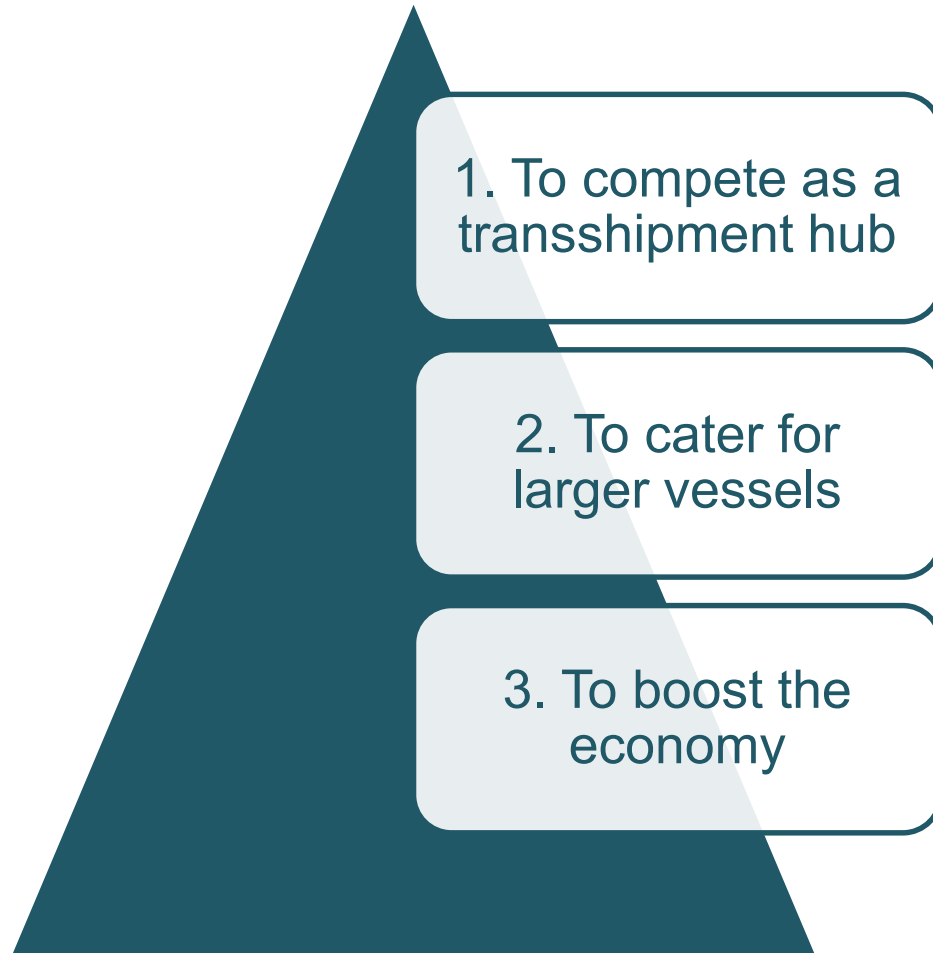 1. To compete as a
transshipment hub
2. To cater for
larger vessels
3. To boost the
economy